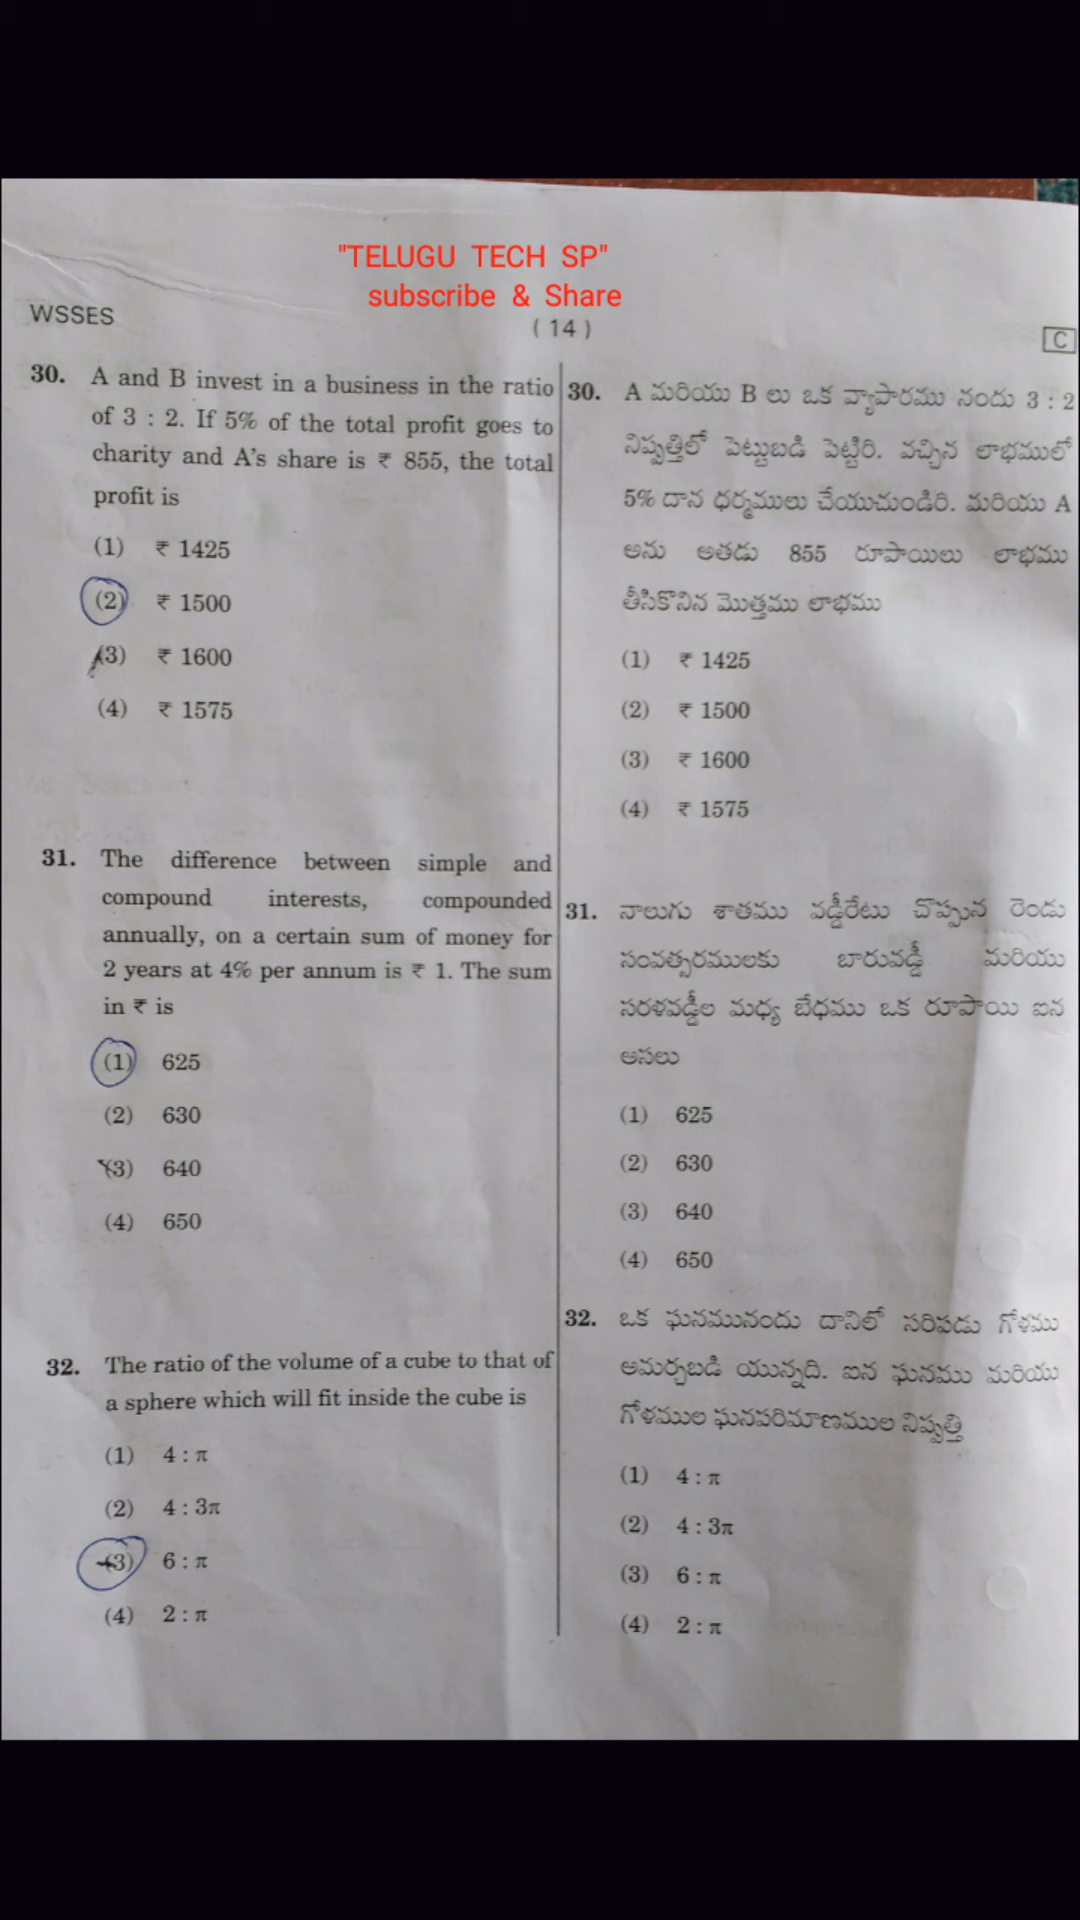 "TELUGU TECH SP"
subscribe & Share
WSSES
( 14 )
C
30. A and B invest in a business in the ratio
of 3 : 2. If 5% of the total profit goes to
charity and A's share is ₹ 855, the total
profit is
(1) ₹ 1425
(2) ₹ 1500
(3) ₹ 1600
(4) ₹ 1575
31. The difference between simple and
compound interests, compounded
annually, on a certain sum of money for
2 years at 4% per annum is ₹ 1. The sum
in ₹ is
(1) 625
(2) 630
(3) 640
(4) 650
32. The ratio of the volume of a cube to that of
a sphere which will fit inside the cube is
(1) 4 : π
(2) 4 : 3π
(3) 6 : π
(4) 2 : π
30. A మరియు B లు ఒక వ్యాపారము నందు 3 : 2
నిష్పత్తిలో పెట్టుబడి పెట్టిరి. వచ్చిన లాభములో
5% దాన ధర్మములు చేయుచుండిరి. మరియు A
అను అతడు 855 రూపాయిలు లాభము
తీసికొనిన మొత్తము లాభము
(1) ₹ 1425
(2) ₹ 1500
(3) ₹ 1600
(4) ₹ 1575
31. నాలుగు శాతము వడ్డీరేటు చొప్పున రెండు
సంవత్సరములకు బారువడ్డీ మరియు
సరళవడ్డీల మధ్య బేధము ఒక రూపాయి ఐన
అసలు
(1) 625
(2) 630
(3) 640
(4) 650
32. ఒక ఘనమునందు దానిలో సరిపడు గోళము
అమర్చబడి యున్నది. ఐన ఘనము మరియు
గోళముల ఘనపరిమాణముల నిష్పత్తి
(1) 4 : π
(2) 4 : 3π
(3) 6 : π
(4) 2 : π